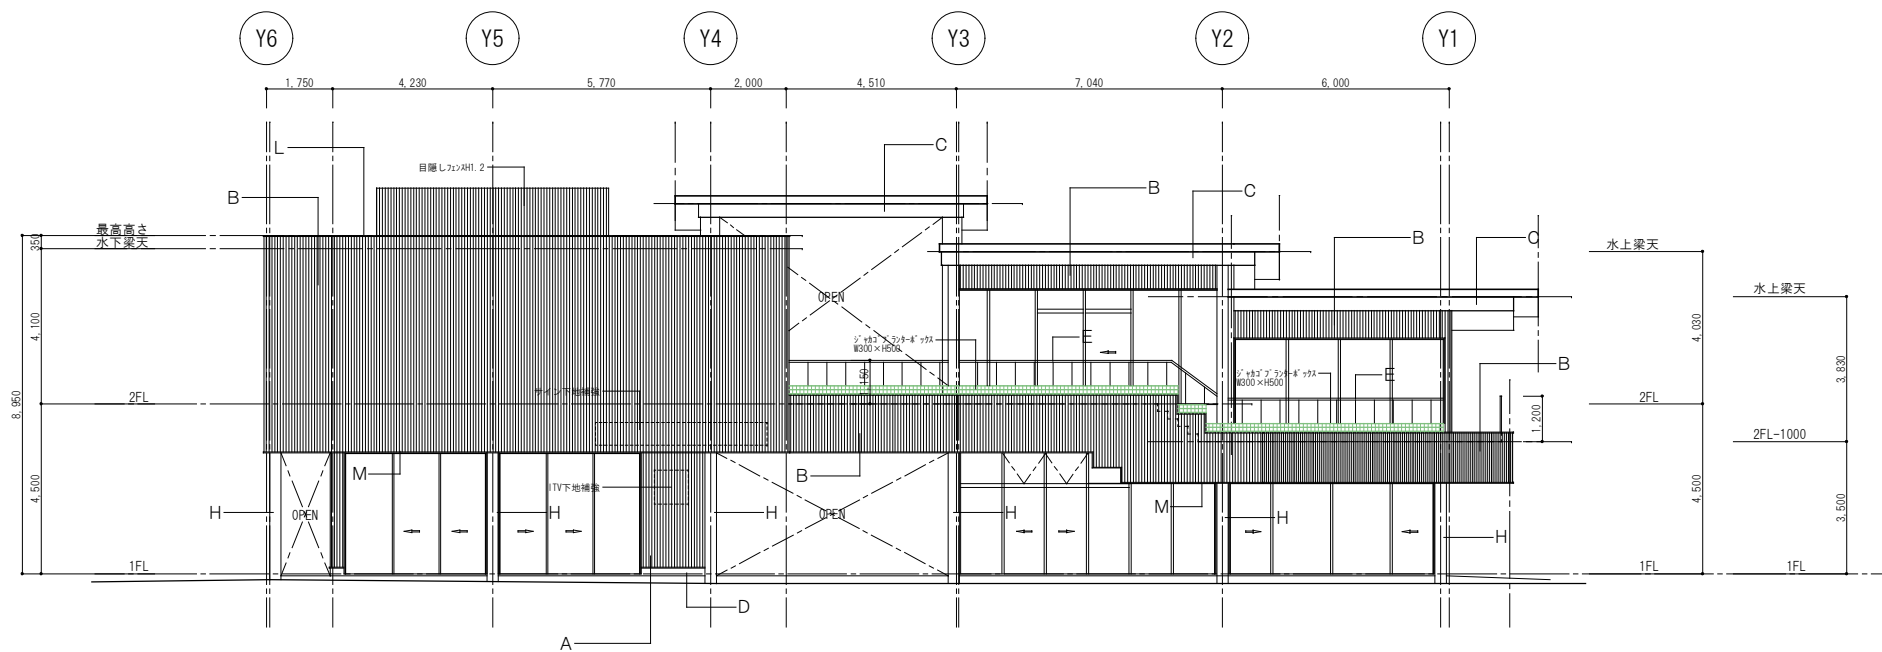 Y6 Y5 Y4 Y3 Y2 Y1
1,750 4,230 5,770 2,000 4,510 7,040 6,000
L
C
目隠しフェンスH1.2
B
B
C
最高高さ
水下梁天
350
B
C
水上梁天
水上梁天
OPEN
4,100
8,950
ジャカゴプランターボックス
W300×H500
E
1,150
ジャカゴプランターボックス
W300×H500
E
B
4,030
3,830
サイン下地補強
2FL
2FL
1,200
2FL-1000
M
B
ITV下地補強
M
4,500
4,500
3,500
H
OPEN
H
H
OPEN
H
H
H
1FL
1FL
1FL
D
A